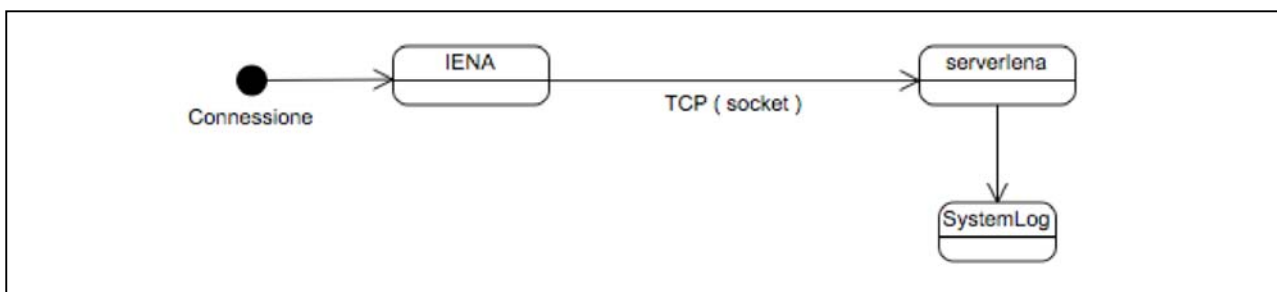 IENA
serverIena
TCP ( socket )
Connessione
SystemLog